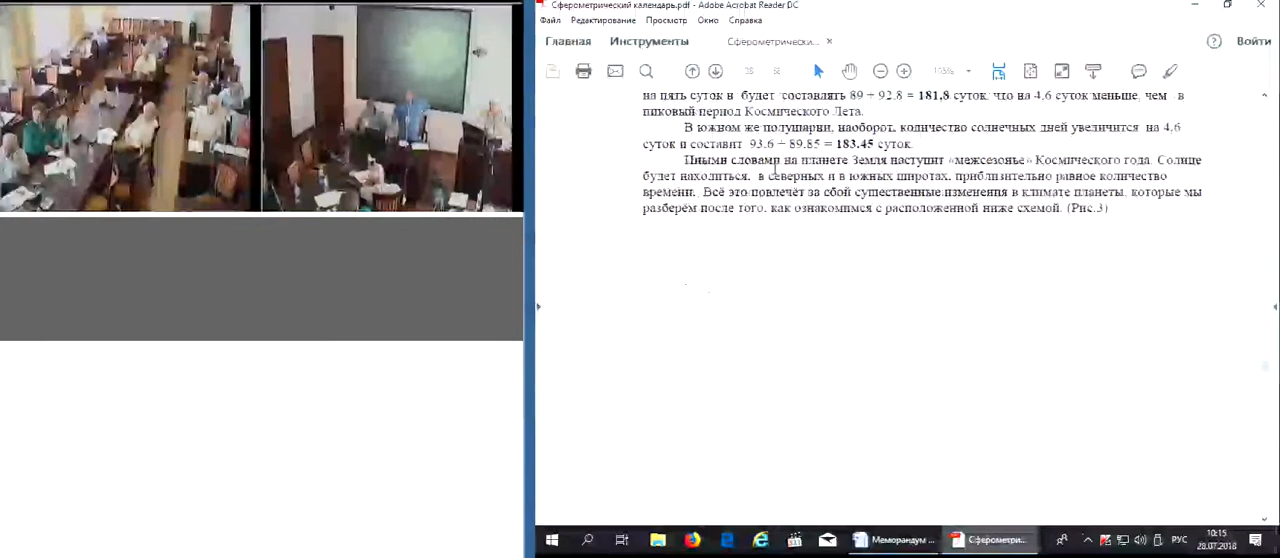 Сферометрический календарь.pdf - Adobe Acrobat Reader DC
Файл Редактирование Просмотр Окно Справка
Главная Инструменты Сферометрически... × ? Войти
на пять суток и будет составлять 89 + 92.8 = 181,8 суток, что на 4,6 суток меньше, чем в
пиковый период Космического Лета.
В южном же полушарии, наоборот, количество солнечных дней увеличится на 4,6
суток и составит 93.6 + 89.85 = 183.45 суток.
Иными словами на планете Земля наступит «межсезонье» Космического года. Солнце
будет находиться, в северных и в южных широтах, приблизительно равное количество
времени. Всё это повлечёт за сбой существенные изменения в климате планеты, которые мы
разберём после того, как ознакомимся с расположенной ниже схемой. (Рис.3)
Меморандум ... Сферометри... РУС 10:15
28.07.2018